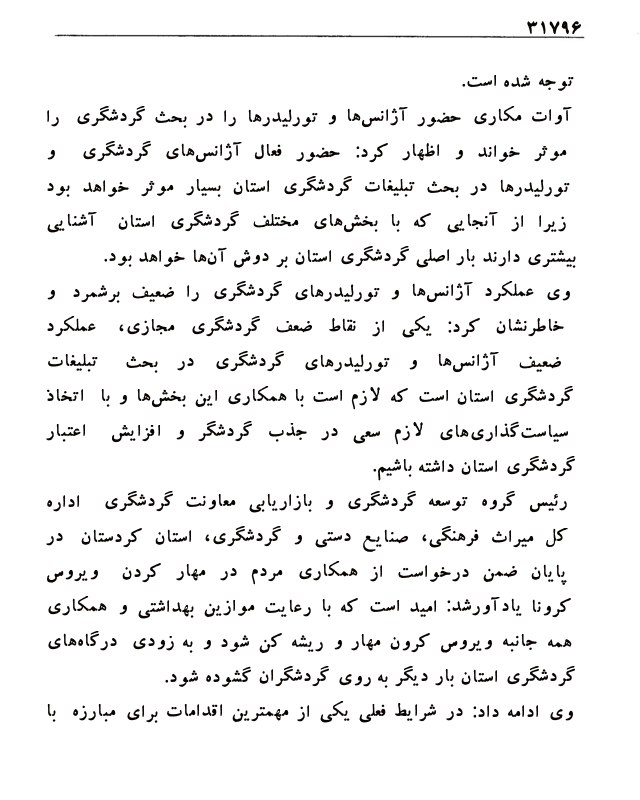 ۳۱۷۹۶
توجه شده است.
آوات مکاری حضور آژانس‌ها و تورلیدرها را در بحث گردشگری را
موثر خواند و اظهار کرد: حضور فعال آژانس‌های گردشگری و
تورلیدرها در بحث تبلیغات گردشگری استان بسیار موثر خواهد بود
زیرا از آنجایی که با بخش‌های مختلف گردشگری استان آشنایی
بیشتری دارند بار اصلی گردشگری استان بر دوش آن‌ها خواهد بود.
وی عملکرد آژانس‌ها و تورلیدرهای گردشگری را ضعیف برشمرد و
خاطرنشان کرد: یکی از نقاط ضعف گردشگری مجازی، عملکرد
ضعیف آژانس‌ها و تورلیدرهای گردشگری در بحث تبلیغات
گردشگری استان است که لازم است با همکاری این بخش‌ها و با اتخاذ
سیاست‌گذاری‌های لازم سعی در جذب گردشگر و افزایش اعتبار
گردشگری استان داشته باشیم.
رئیس گروه توسعه گردشگری و بازاریابی معاونت گردشگری اداره
کل میراث فرهنگی، صنایع دستی و گردشگری، استان کردستان در
پایان ضمن درخواست از همکاری مردم در مهار کردن ویروس
کرونا یادآورشد: امید است که با رعایت موازین بهداشتی و همکاری
همه جانبه ویروس کرون مهار و ریشه کن شود و به زودی درگاه‌های
گردشگری استان بار دیگر به روی گردشگران گشوده شود.
وی ادامه داد: در شرایط فعلی یکی از مهمترین اقدامات برای مبارزه با